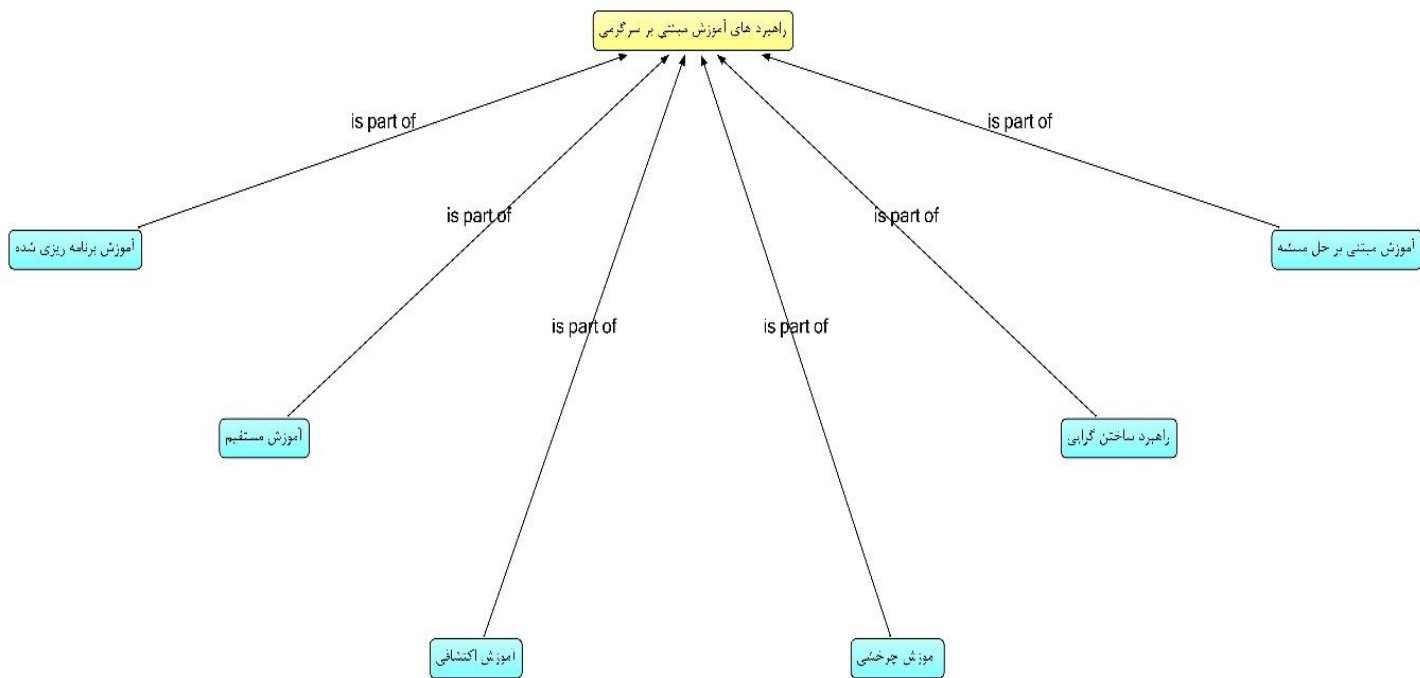 راهبرد های آموزش مبتنی بر سرگرمی
is part of
is part of
آموزش برنامه ریزی شده
is part of
is part of
آموزش مبتنی بر حل مسئله
is part of
is part of
آموزش مستقیم
راهبرد ساختن گرایی
آموزش اکتشافی
موزش چرخشی